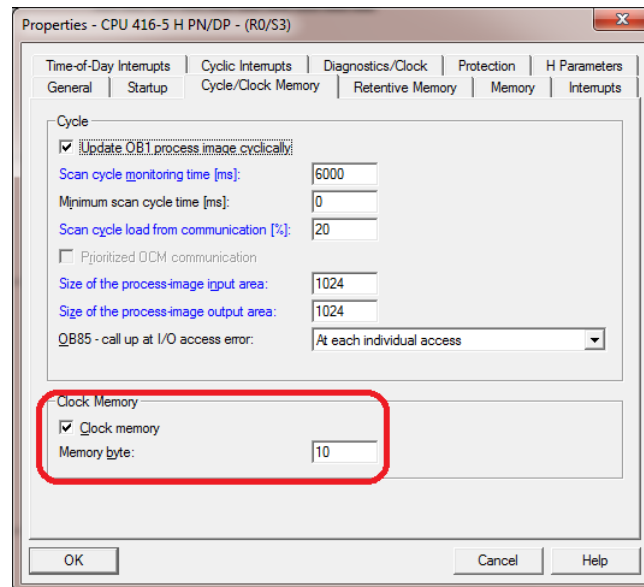 Properties - CPU 416-5 H PN/DP - (R0/S3)
Time-of-Day Interrupts Cyclic Interrupts Diagnostics/Clock Protection H Parameters
General Startup Cycle/Clock Memory Retentive Memory Memory Interrupts
Cycle
Update OB1 process image cyclically
Scan cycle monitoring time [ms]: 6000
Minimum scan cycle time [ms]: 0
Scan cycle load from communication [%]: 20
Prioritized OCM communication
Size of the process-image input area: 1024
Size of the process-image output area: 1024
OB85 - call up at I/O access error: At each individual access
Clock Memory
Clock memory
Memory byte: 10
OK Cancel Help